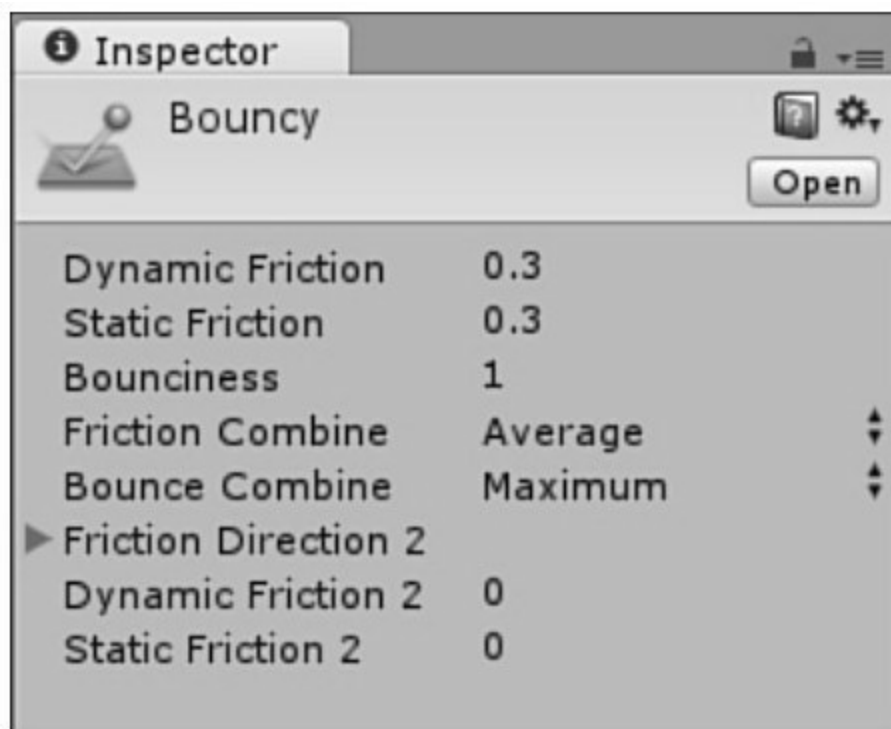 Inspector
Bouncy
Open
Dynamic Friction 0.3
Static Friction 0.3
Bounciness 1
Friction Combine Average
Bounce Combine Maximum
Friction Direction 2
Dynamic Friction 2 0
Static Friction 2 0